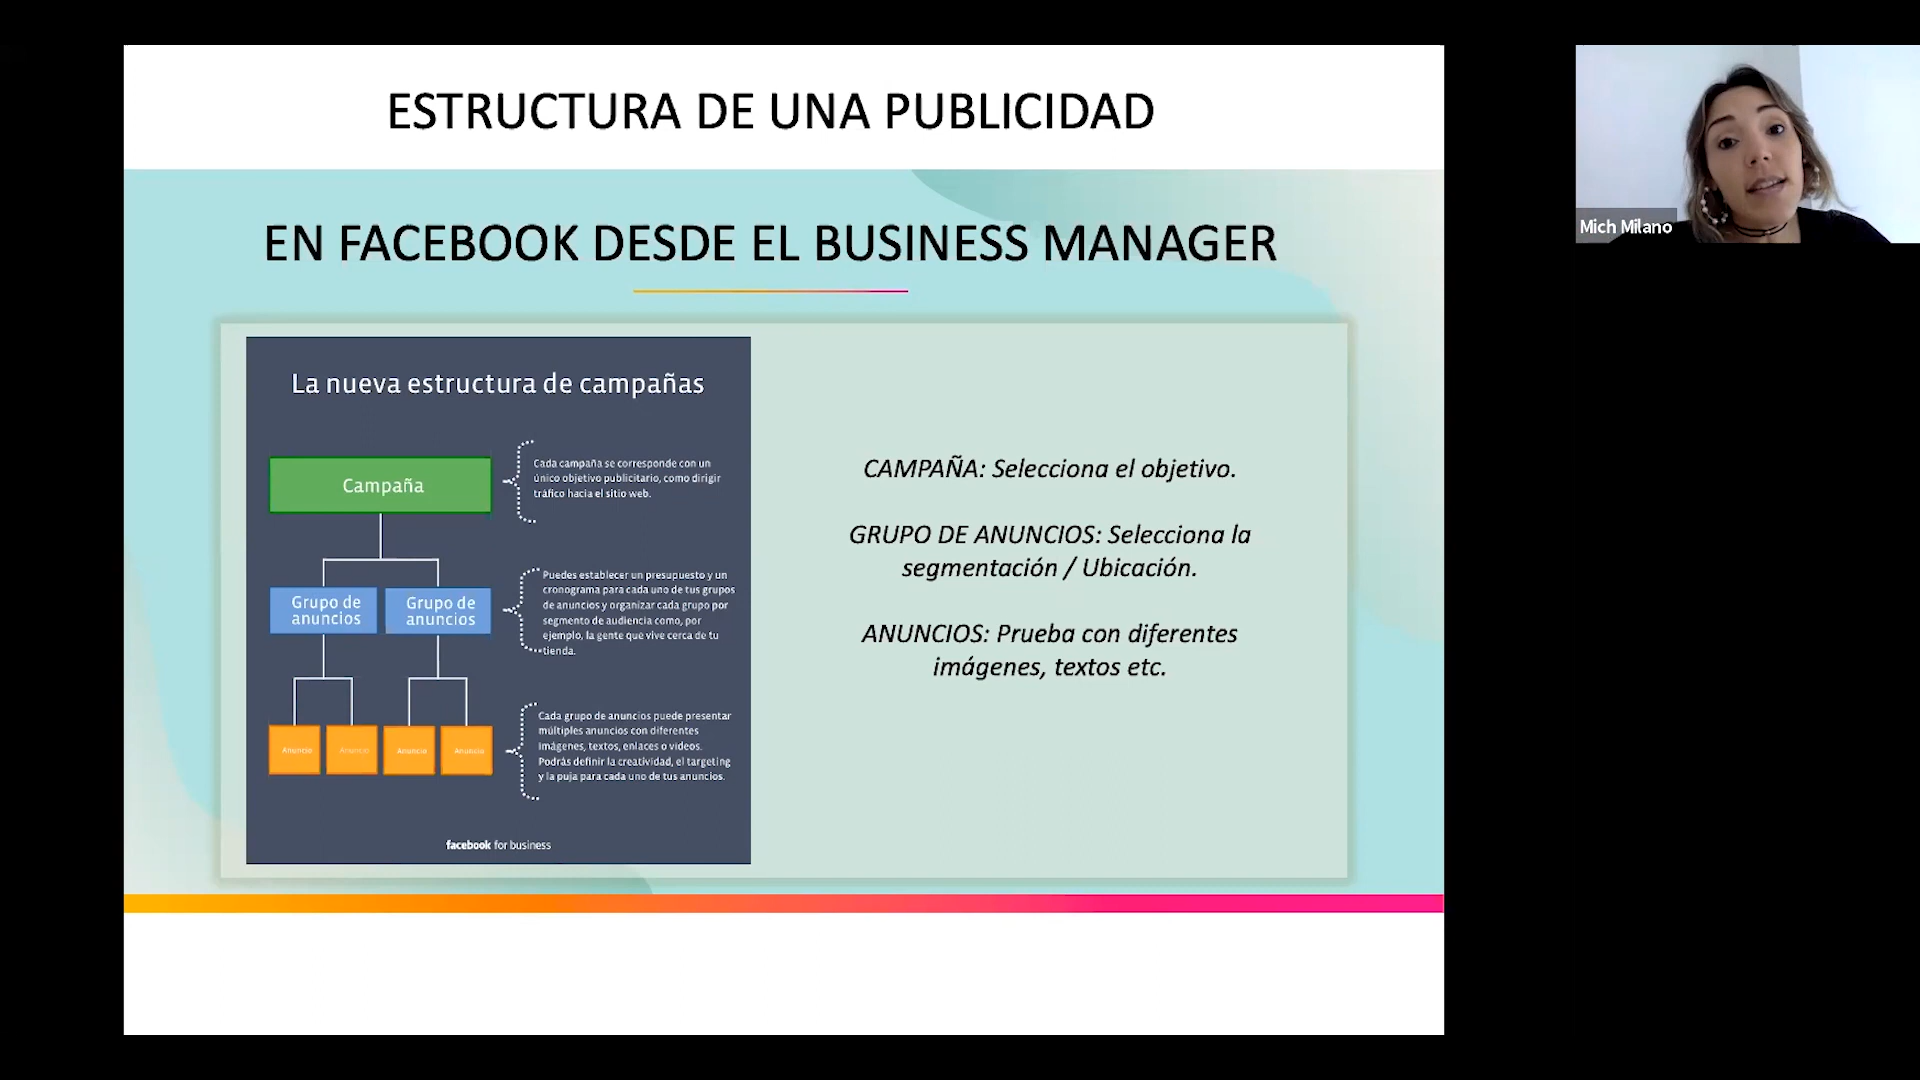 ESTRUCTURA DE UNA PUBLICIDAD
EN FACEBOOK DESDE EL BUSINESS MANAGER
La nueva estructura de campañas
Campaña
Cada campaña se corresponde con un
único objetivo publicitario, como dirigir
tráfico hacia el sitio web.
Grupo de
anuncios
Grupo de
anuncios
Puedes establecer un presupuesto y un
cronograma para cada uno de tus grupos
de anuncios y organizar cada grupo por
segmento de audiencia como, por
ejemplo, la gente que vive cerca de tu
tienda.
Anuncio
Anuncio
Anuncio
Anuncio
Cada grupo de anuncios puede presentar
múltiples anuncios con diferentes
imágenes, textos, enlaces o videos.
Podrás definir la creatividad, el targeting
y la puja para cada uno de tus anuncios.
facebook for business
CAMPAÑA: Selecciona el objetivo.
GRUPO DE ANUNCIOS: Selecciona la
segmentación / Ubicación.
ANUNCIOS: Prueba con diferentes
imágenes, textos etc.
Mich Milano